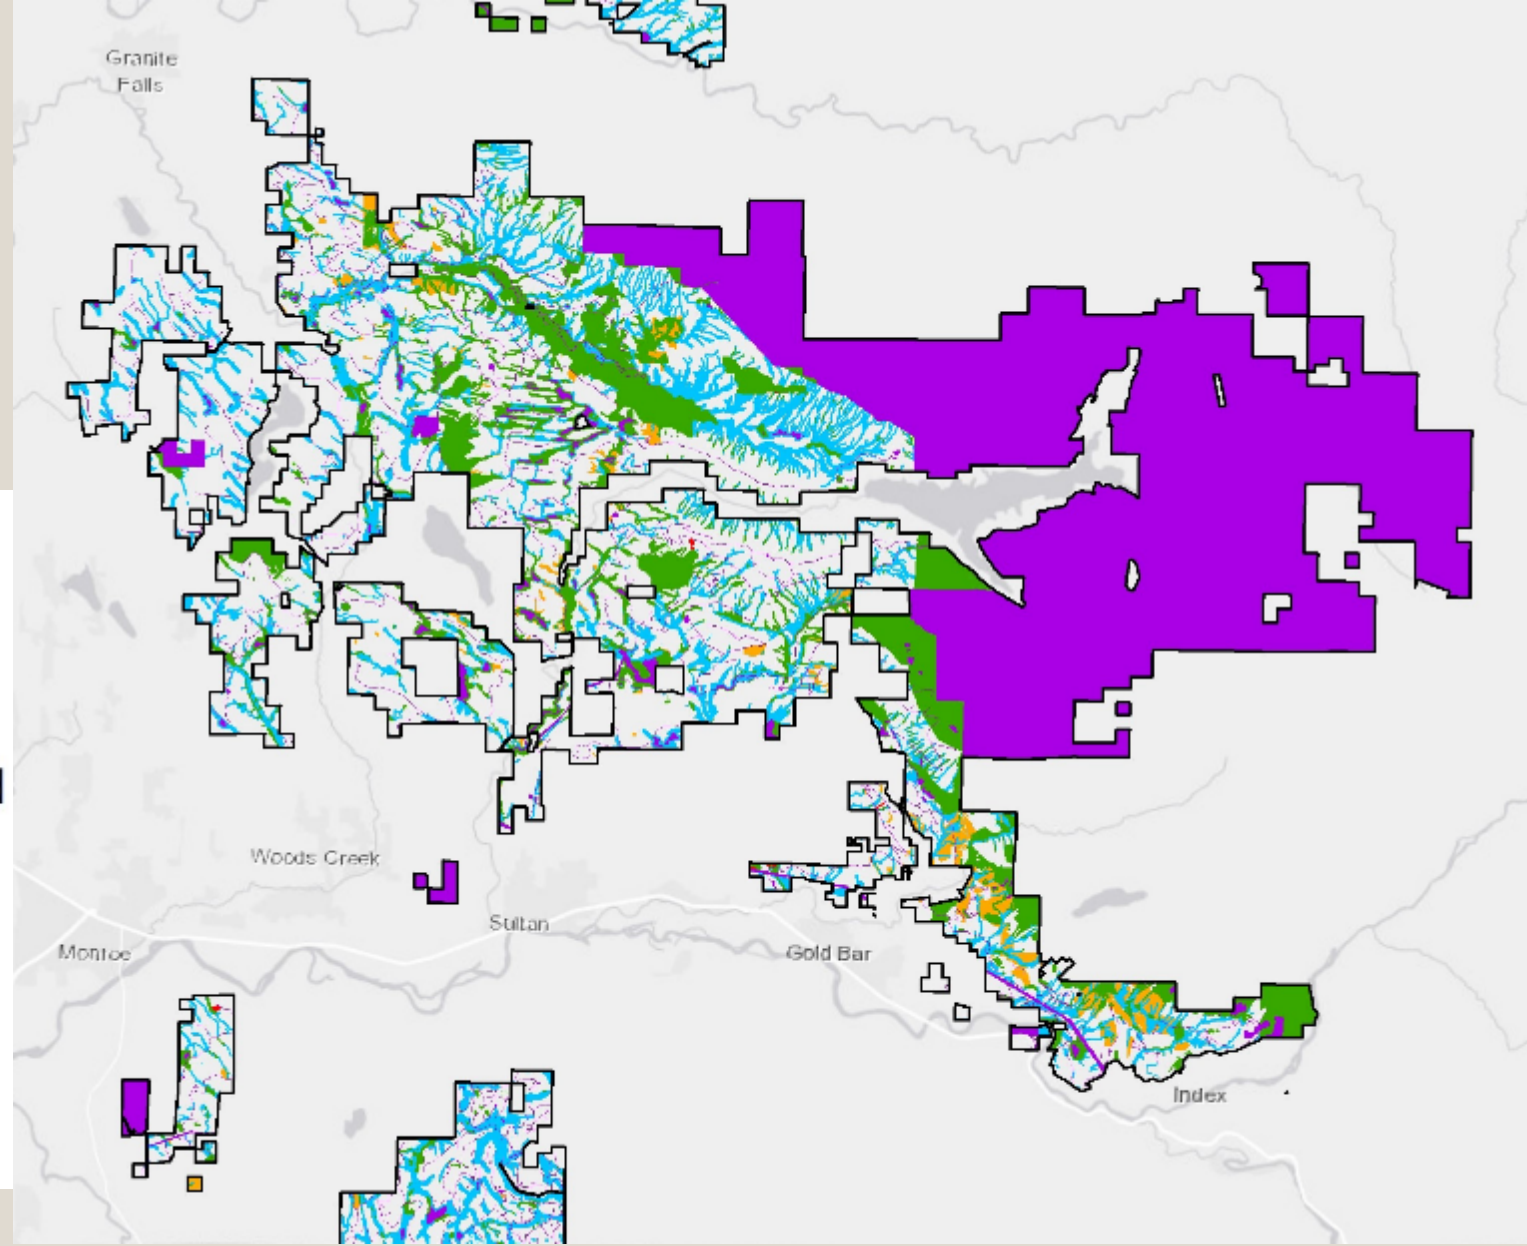 Granite
Falls
Woods Creek
Sultan
Monroe
Gold Bar
Index